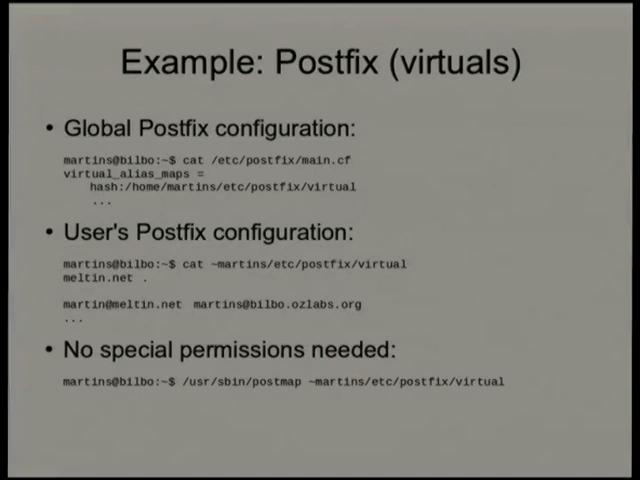 Example: Postfix (virtuals)
• Global Postfix configuration:
martins@bilbo:~$ cat /etc/postfix/main.cf
virtual_alias_maps =
hash:/home/martins/etc/postfix/virtual
...
• User's Postfix configuration:
martins@bilbo:~$ cat ~martins/etc/postfix/virtual
meltin.net .
martin@meltin.net martins@bilbo.ozlabs.org
...
• No special permissions needed:
martins@bilbo:~$ /usr/sbin/postmap ~martins/etc/postfix/virtual